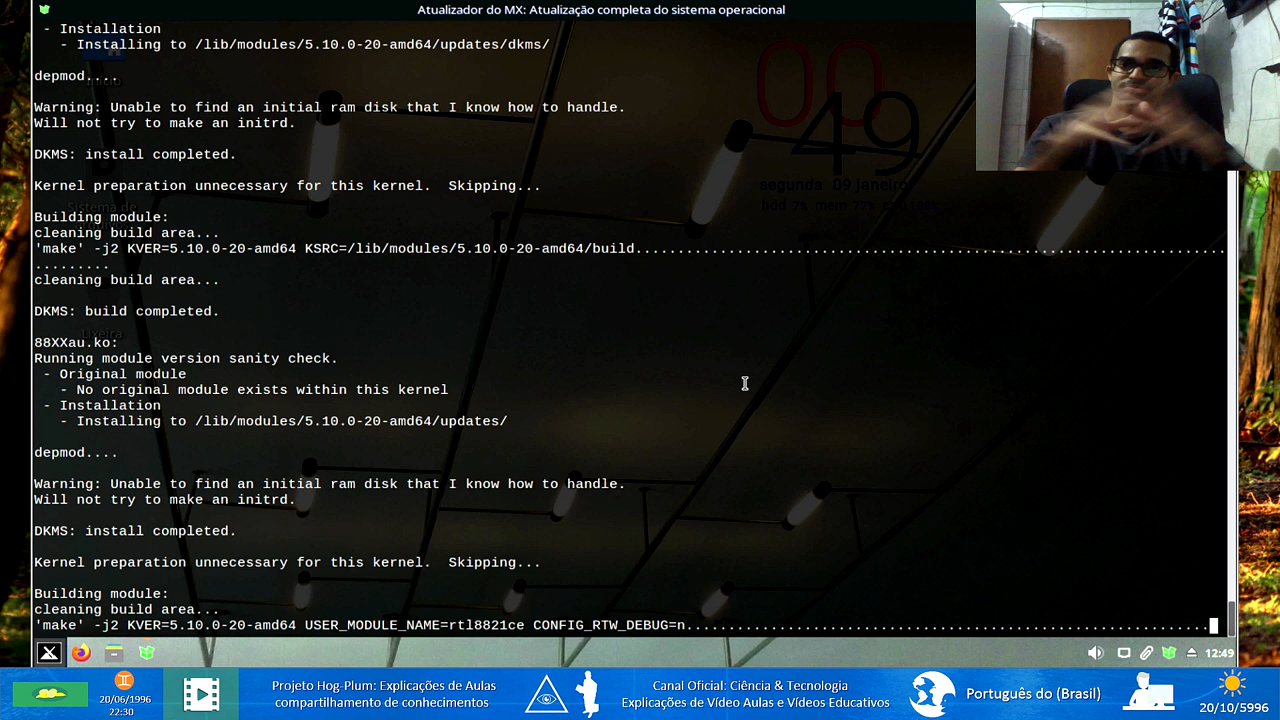 Atualizador do MX: Atualização completa do sistema operacional
- Installation
- Installing to /lib/modules/5.10.0-20-amd64/updates/dkms/
depmod....
Warning: Unable to find an initial ram disk that I know how to handle.
Will not try to make an initrd.
DKMS: install completed.
Kernel preparation unnecessary for this kernel.  Skipping...
Building module:
cleaning build area...
'make' -j2 KVER=5.10.0-20-amd64 KSRC=/lib/modules/5.10.0-20-amd64/build......................................................................
.........
cleaning build area...
DKMS: build completed.
88XXau.ko:
Running module version sanity check.
- Original module
- No original module exists within this kernel
- Installation
- Installing to /lib/modules/5.10.0-20-amd64/updates/
depmod....
Warning: Unable to find an initial ram disk that I know how to handle.
Will not try to make an initrd.
DKMS: install completed.
Kernel preparation unnecessary for this kernel.  Skipping...
Building module:
cleaning build area...
'make' -j2 KVER=5.10.0-20-amd64 USER_MODULE_NAME=rtl8821ce CONFIG_RTW_DEBUG=n..............................................................
Início
00
49
segunda 09 janeiro
hdd 7% mem 77%
Sistema de
Lixeira
12:49
20/06/1996
22:30
Projeto Hog-Plum: Explicações de Aulas
compartilhamento de conhecimentos
Canal Oficial: Ciência & Tecnologia
Explicações de Vídeo Aulas e Vídeos Educativos
Português do (Brasil)
20/10/5996